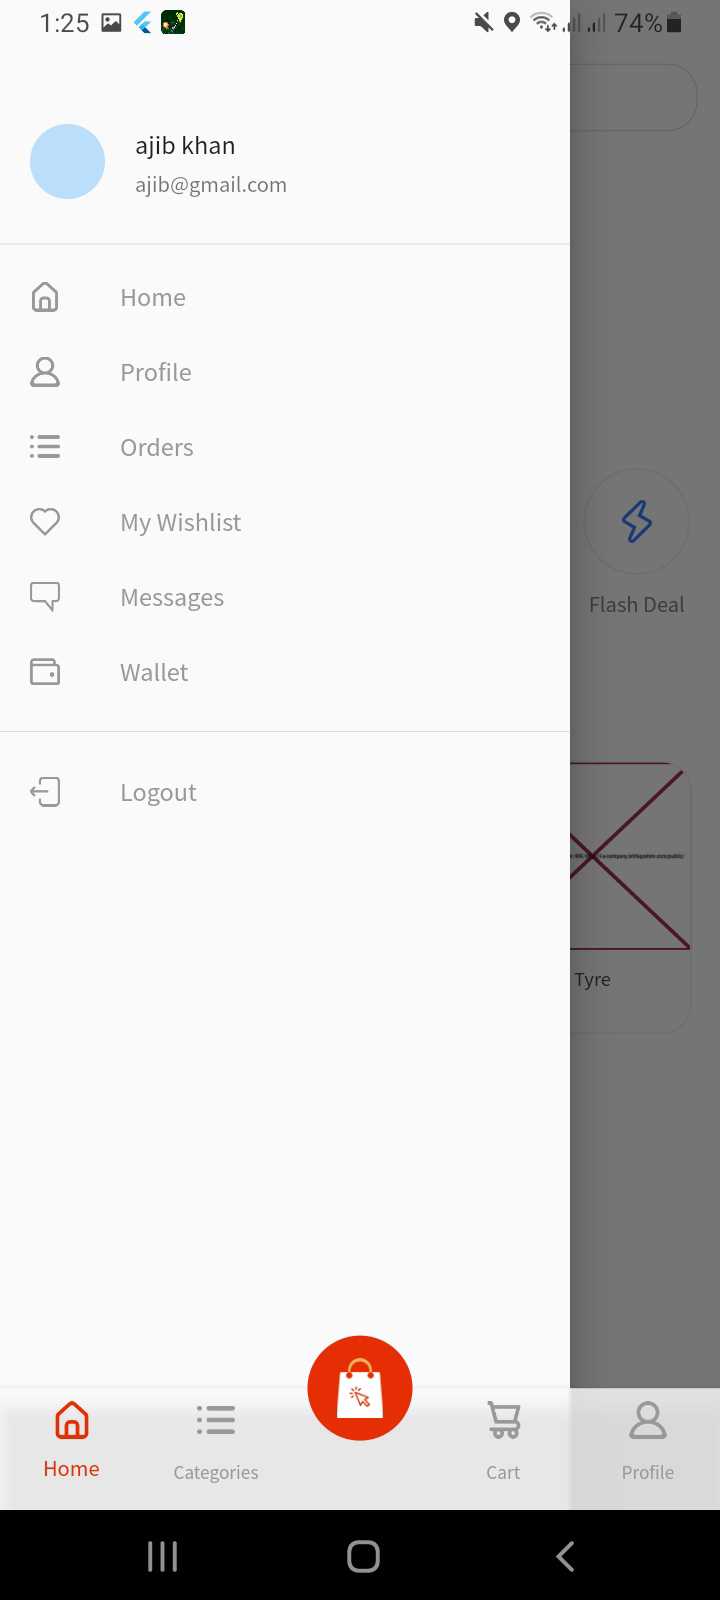 1:25
74%
ajib khan
ajib@gmail.com
Home
Profile
Orders
My Wishlist
Messages
Wallet
Logout
Flash Deal
Tyre
Home
Categories
Cart
Profile